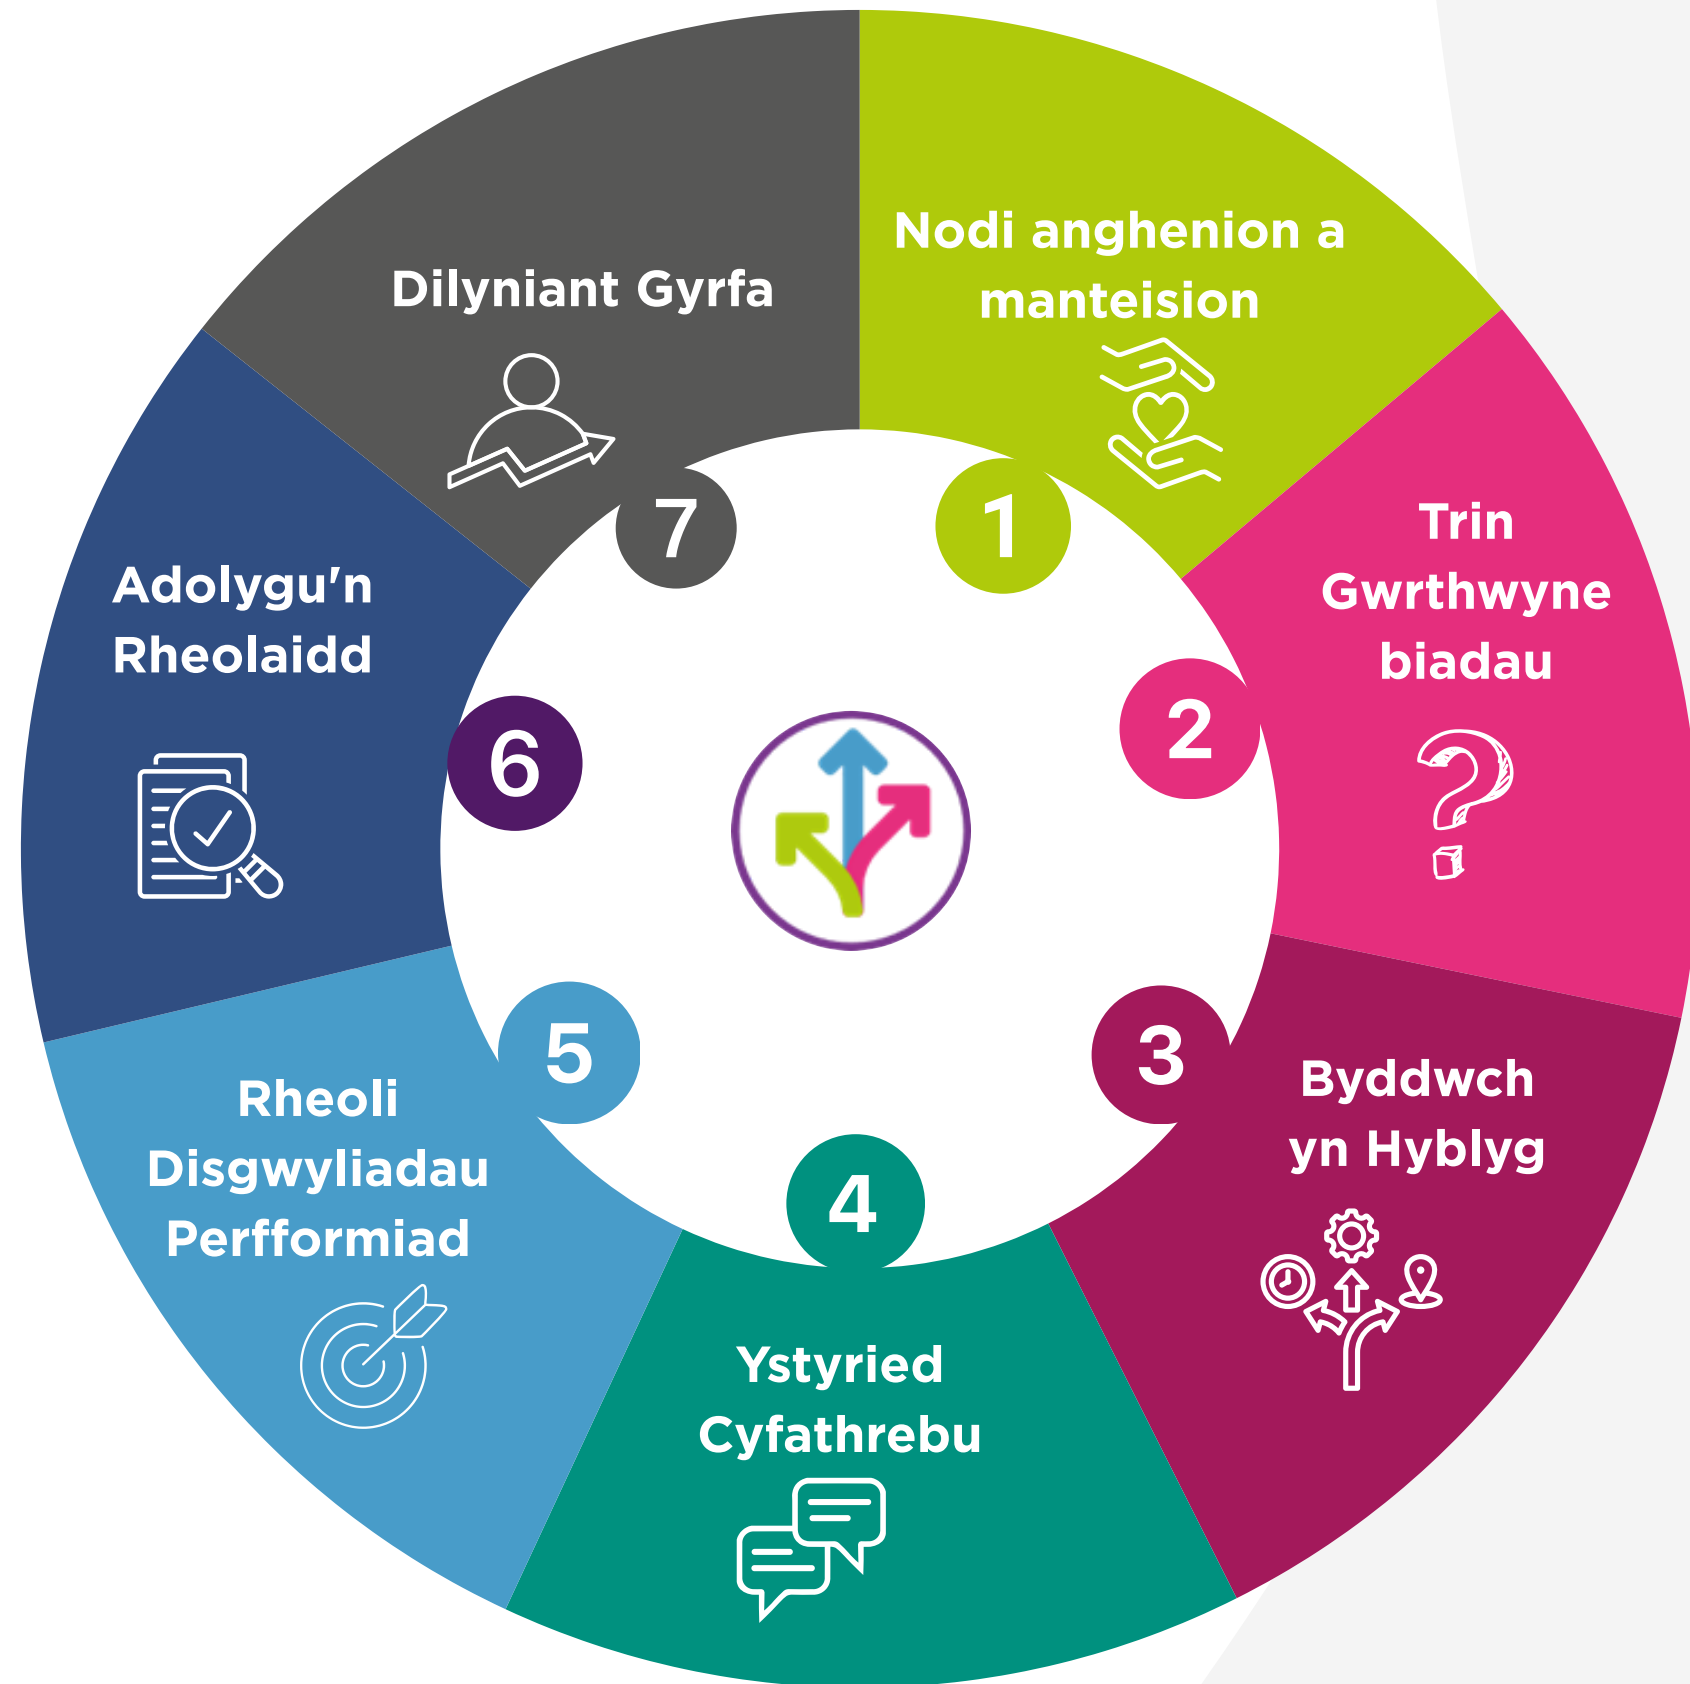 1
Nodi anghenion a
manteision
2
Trin
Gwrthwyne
biadau
3
Byddwch
yn Hyblyg
4
Ystyried
Cyfathrebu
5
Rheoli
Disgwyliadau
Perfformiad
6
Adolygu'n
Rheolaidd
7
Dilyniant Gyrfa